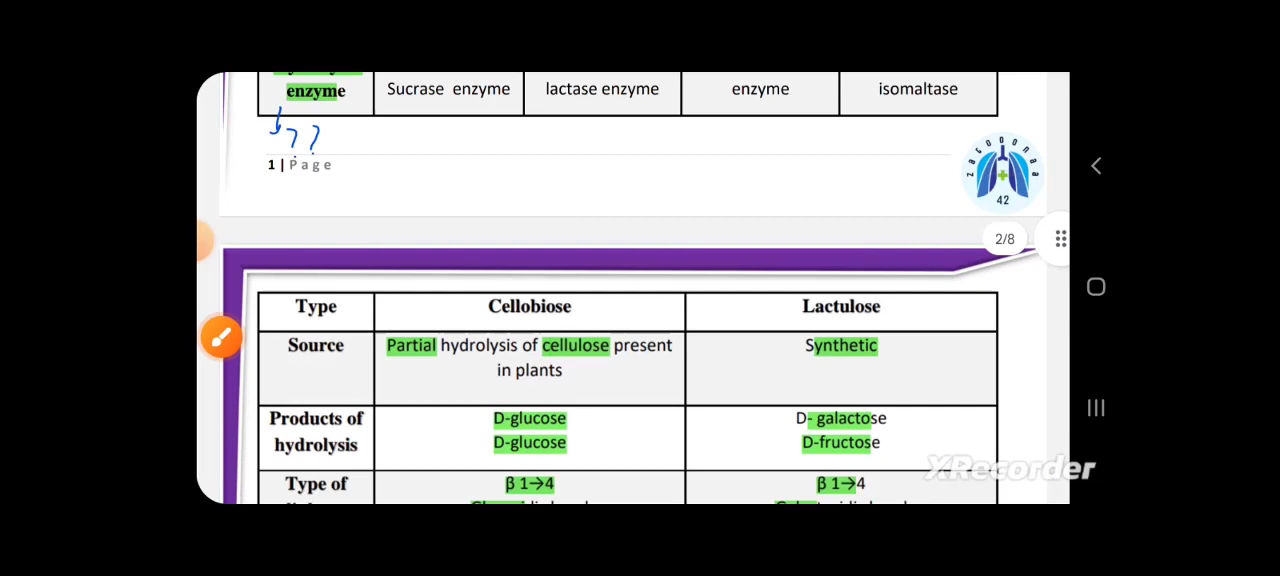 enzyme
Sucrase enzyme
lactase enzyme
enzyme
isomaltase
??
1 | Page
zacoonaa
42
2/8
Type
Cellobiose
Lactulose
Source
Partial hydrolysis of cellulose present
in plants
Synthetic
Products of
hydrolysis
D-glucose
D-glucose
D- galactose
D-fructose
XRecorder
Type of
β 1→4
β 1→4